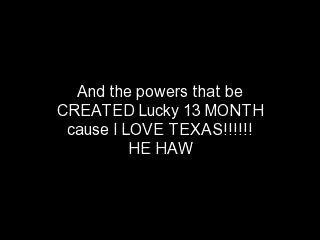 And the powers that be
CREATED Lucky 13 MONTH
cause I LOVE TEXAS!!!!!!
HE HAW